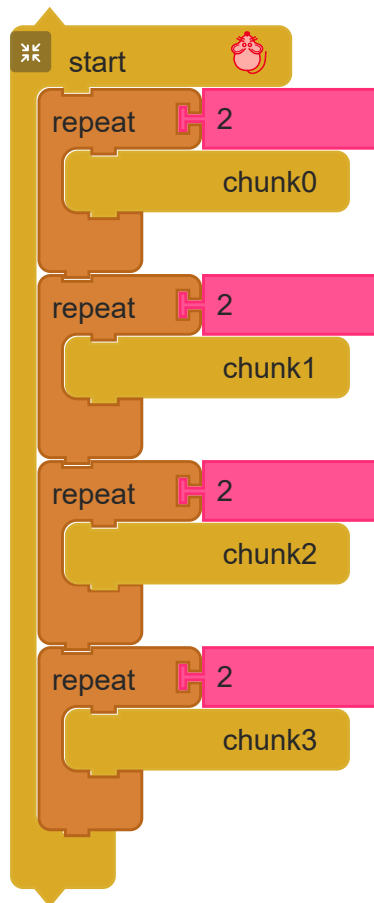 start
repeat 2
chunk0
repeat 2
chunk1
repeat 2
chunk2
repeat 2
chunk3